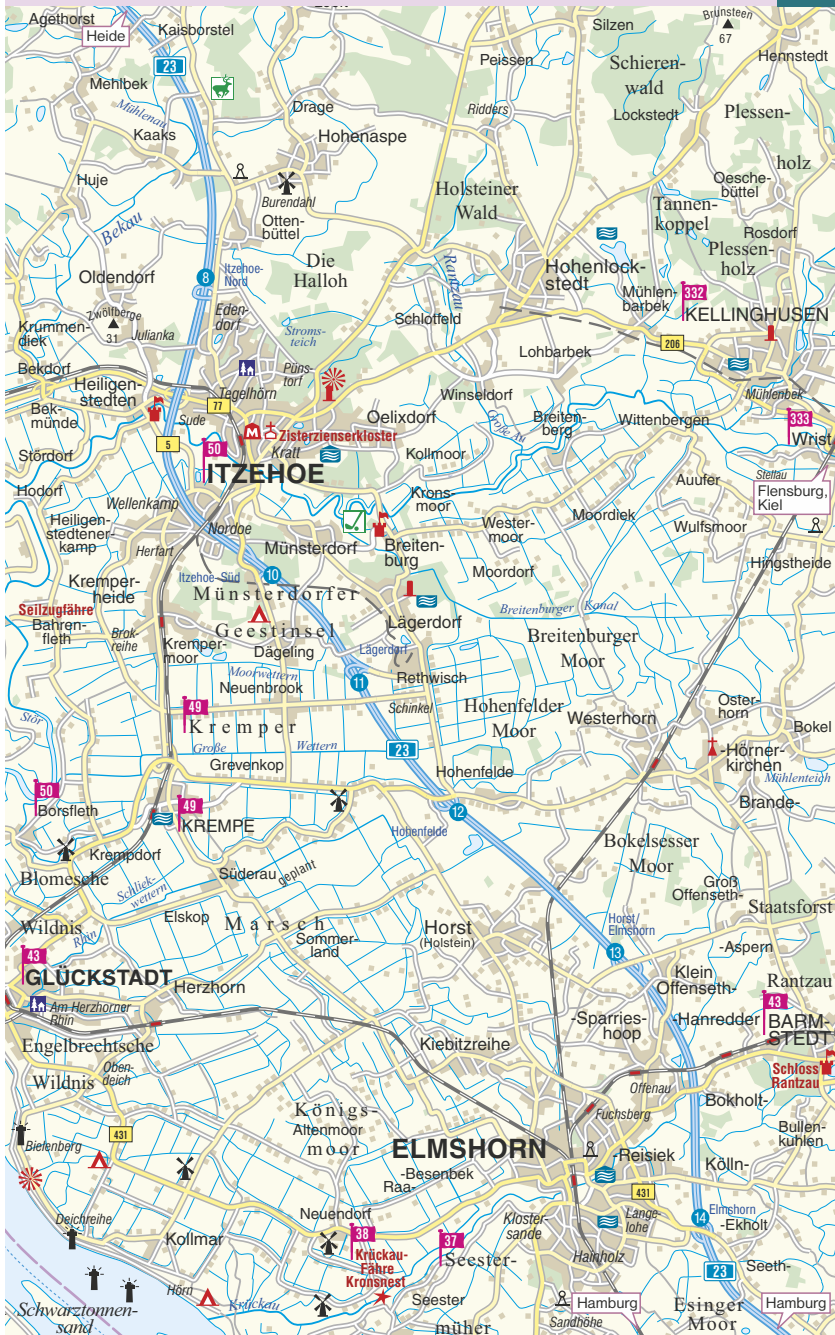 Agethorst
Heide
Kaisborstel
23
Mehlbek
Mühlenau
Kaaks
Drage
Hohenaspe
Huje
Burendahl
Otten-
büttel
Bekau
Peissen
Ridders
Silzen
Brunsteen
67
Hennstedt
Schieren-
wald
Lockstedt
Plessen-
holz
Oesche-
büttel
Holsteiner
Wald
Tannen-
koppel
Rosdorf
Plessen-
holz
Oldendorf
8
Itzehoe-
Nord
Die
Halloh
Rantzau
Hohenlock-
stedt
Mühlen-
barbek
332
KELLINGHUSEN
Zwölfberge
31
Julianka
Eden-
dorf
Stroms-
teich
Schlotfeld
Krummen-
diek
Lohbarbek
206
Bekdorf
Heiligen-
stedten
Tegelhörn
Püns-
torf
Winseldorf
Mühlenbek
Bek-
münde
77
Sude
Oelixdorf
Große Au
Breiten-
berg
Wittenbergen
333
Wrist
Stördorf
5
50
Zisterzienserkloster
Kratt
ITZEHOE
Kollmoor
Hodorf
Auufer
Stellau
Flensburg,
Kiel
Wellenkamp
Krons-
moor
Heiligen-
stedtener-
kamp
Nordoe
Wester-
moor
Moordiek
Wulfsmoor
Herfart
Münsterdorf
Breiten-
burg
Hingstheide
Itzehoe-Süd
10
Moordorf
Kremper-
heide
Münsterdorfer
Geestinsel
Breitenburger Kanal
Seilzugfähre
Bahren-
fleth
Brok-
reihe
Lägerdorf
Breitenburger
Moor
Kremper-
moor
Dägeling
Lägerdorf
Moorwettern
Neuenbrook
11
Rethwisch
Stör
Schinkel
Hohenfelder
Moor
Oster-
horn
49
Kremper
Westerhorn
Bokel
Große Wettern
23
-Hörner-
kirchen
Grevenkop
Hohenfelde
Mühlenteich
50
Borsfleth
49
KREMPE
Brande-
12
Hohenfelde
Krempdorf
Bokelsesser
Moor
Blomesche
Wildnis
Süderau
geplant
Schliek-
wettern
Groß
Offenseth-
Staatsforst
Elskop
Marsch
Horst
(Holstein)
Horst/
Elmshorn
Rhin
Sommer-
land
-Aspern
43
13
Klein
Offenseth-
Rantzau
GLÜCKSTADT
Herzhorn
43
Am Herzhorner
Rhin
-Sparries-
hoop
-Hanredder
BARM-
STEDT
Engelbrechtsche
Wildnis
Kiebitzreihe
Oben-
deich
Schloss
Rantzau
Offenau
Bokholt-
Fuchsberg
Königs-
Altenmoor
moor
Bullen-
kuhlen
431
Bielenberg
ELMSHORN
-Reisiek
Kölln-
-Besenbek
Raa-
431
Elmshorn
14
-Ekholt
Deichreihe
Neuendorf
Kloster-
sande
Lange-
lohe
Kollmar
38
Krückau-
Fähre
Kronsnest
37
Seester-
Hainholz
23
Seeth-
Hörn
Krückau
Seester
müher
Hamburg
Sandhöhe
Esinger
Moor
Hamburg
Schwarztonnen-
sand